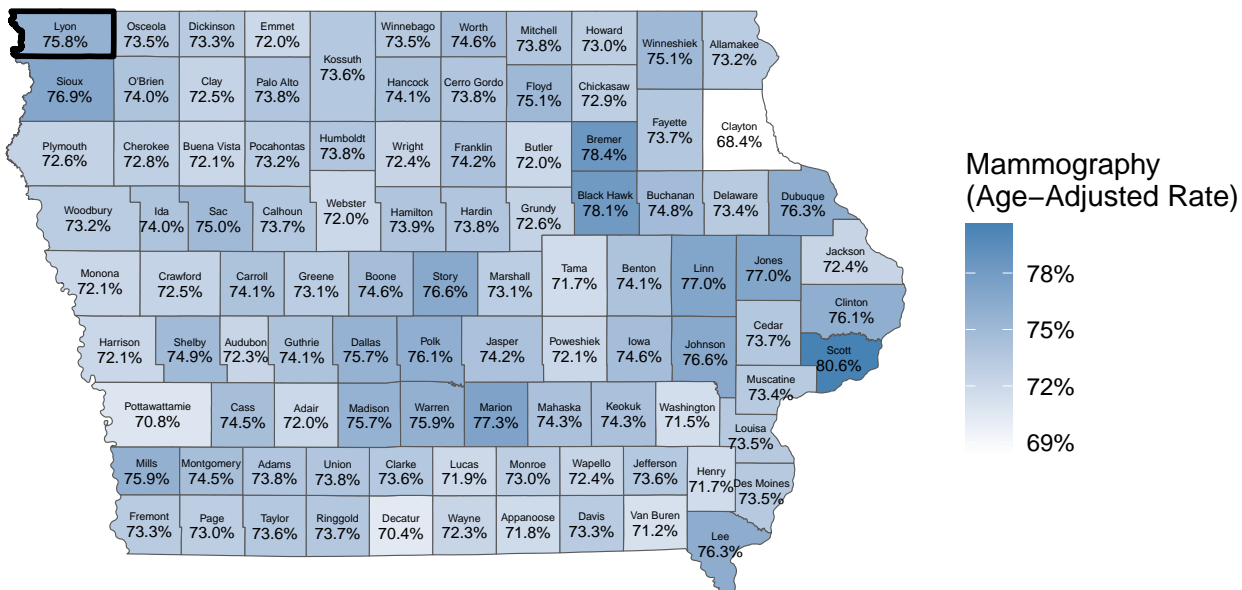 Lyon
75.8%
Osceola
73.5%
Dickinson
73.3%
Emmet
72.0%
Kossuth
73.6%
Winnebago
73.5%
Worth
74.6%
Mitchell
73.8%
Howard
73.0%
Winneshiek
75.1%
Allamakee
73.2%
Sioux
76.9%
O'Brien
74.0%
Clay
72.5%
Palo Alto
73.8%
Hancock
74.1%
Cerro Gordo
73.8%
Floyd
75.1%
Chickasaw
72.9%
Fayette
73.7%
Clayton
68.4%
Plymouth
72.6%
Cherokee
72.8%
Buena Vista
72.1%
Pocahontas
73.2%
Humboldt
73.8%
Wright
72.4%
Franklin
74.2%
Butler
72.0%
Bremer
78.4%
Woodbury
73.2%
Ida
74.0%
Sac
75.0%
Calhoun
73.7%
Webster
72.0%
Hamilton
73.9%
Hardin
73.8%
Grundy
72.6%
Black Hawk
78.1%
Buchanan
74.8%
Delaware
73.4%
Dubuque
76.3%
Monona
72.1%
Crawford
72.5%
Carroll
74.1%
Greene
73.1%
Boone
74.6%
Story
76.6%
Marshall
73.1%
Tama
71.7%
Benton
74.1%
Linn
77.0%
Jones
77.0%
Jackson
72.4%
Clinton
76.1%
Harrison
72.1%
Shelby
74.9%
Audubon
72.3%
Guthrie
74.1%
Dallas
75.7%
Polk
76.1%
Jasper
74.2%
Poweshiek
72.1%
Iowa
74.6%
Johnson
76.6%
Cedar
73.7%
Scott
80.6%
Muscatine
73.4%
Pottawattamie
70.8%
Cass
74.5%
Adair
72.0%
Madison
75.7%
Warren
75.9%
Marion
77.3%
Mahaska
74.3%
Keokuk
74.3%
Washington
71.5%
Louisa
73.5%
Mills
75.9%
Montgomery
74.5%
Adams
73.8%
Union
73.8%
Clarke
73.6%
Lucas
71.9%
Monroe
73.0%
Wapello
72.4%
Jefferson
73.6%
Henry
71.7%
Des Moines
73.5%
Fremont
73.3%
Page
73.0%
Taylor
73.6%
Ringgold
73.7%
Decatur
70.4%
Wayne
72.3%
Appanoose
71.8%
Davis
73.3%
Van Buren
71.2%
Lee
76.3%
Mammography
(Age−Adjusted Rate)
78%
75%
72%
69%